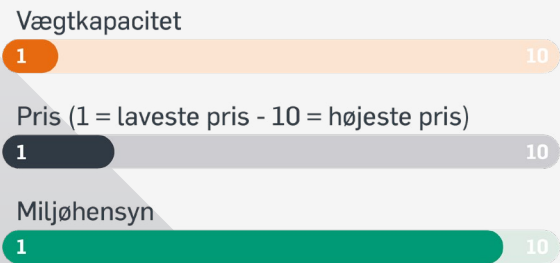 Vægtkapacitet
1 10
Pris (1 = laveste pris - 10 = højeste pris)
1 10
Miljøhensyn
1 10